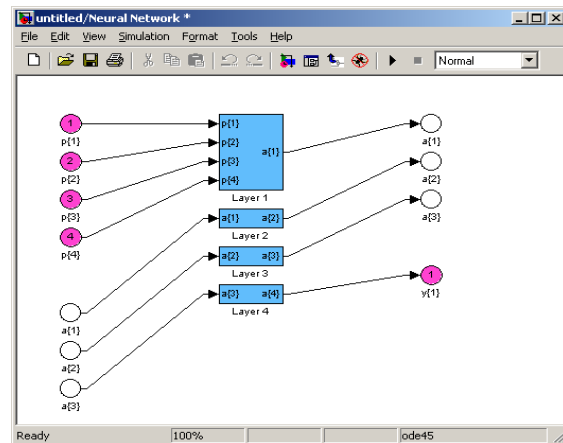 untitled/Neural Network *
File Edit View Simulation Format Tools Help
Normal
1
p{1}
2
p{2}
3
p{3}
4
p{4}
p{1}
p{2}
p{3}
p{4}
a{1}
Layer 1
a{1} a{2}
Layer 2
a{2} a{3}
Layer 3
a{3} a{4}
Layer 4
a{1}
a{2}
a{3}
1
y{1}
a{1}
a{2}
a{3}
Ready 100% ode45